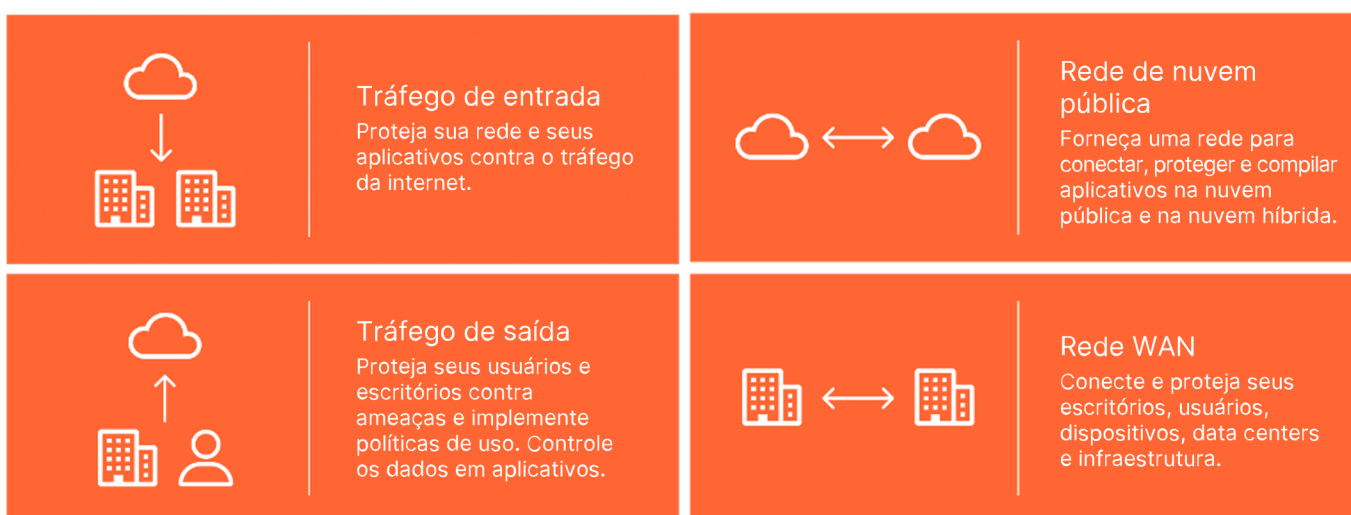 Tráfego de entrada
Proteja sua rede e seus
aplicativos contra o tráfego
da internet.
Rede de nuvem
pública
Forneça uma rede para
conectar, proteger e compilar
aplicativos na nuvem
pública e na nuvem híbrida.
Tráfego de saída
Proteja seus usuários e
escritórios contra
ameaças e implemente
políticas de uso. Controle
os dados em aplicativos.
Rede WAN
Conecte e proteja seus
escritórios, usuários,
dispositivos, data centers
e infraestrutura.